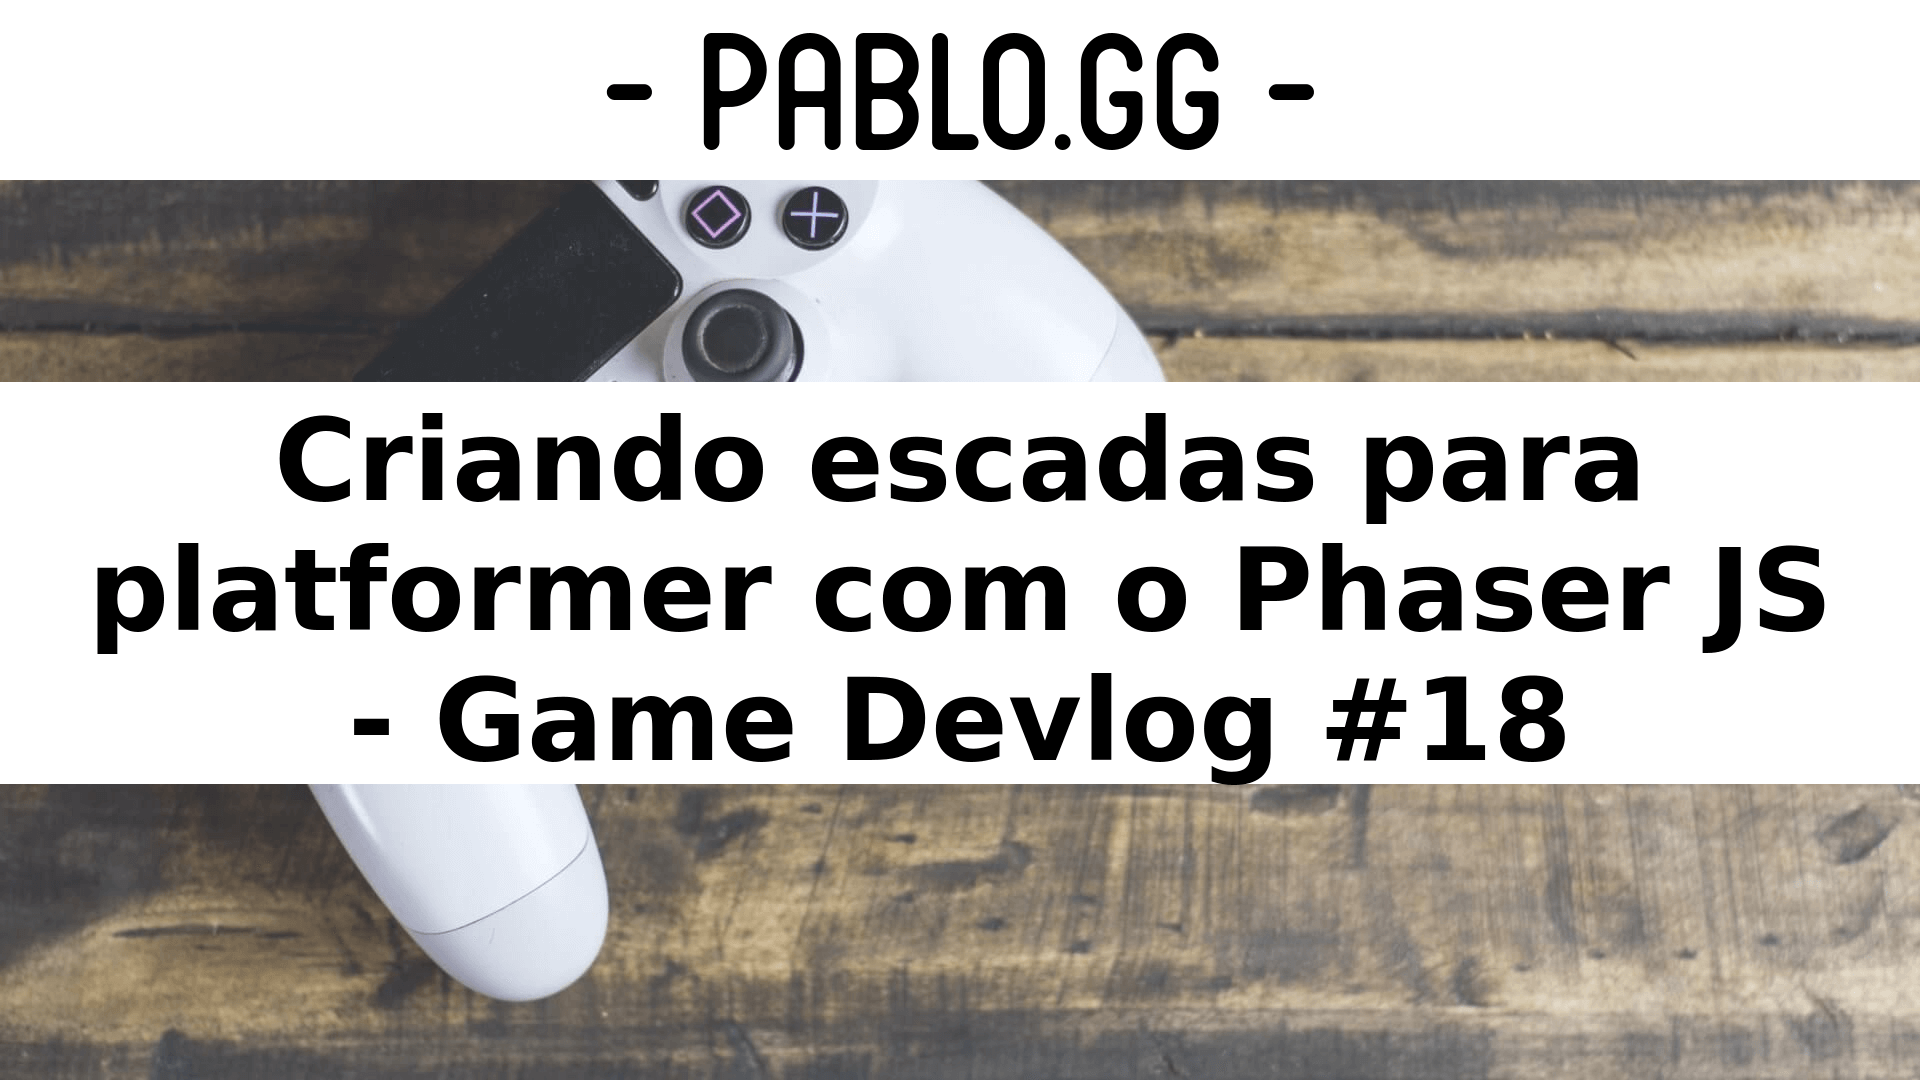 - PABLO.GG -
Criando escadas para
platformer com o Phaser JS
- Game Devlog #18